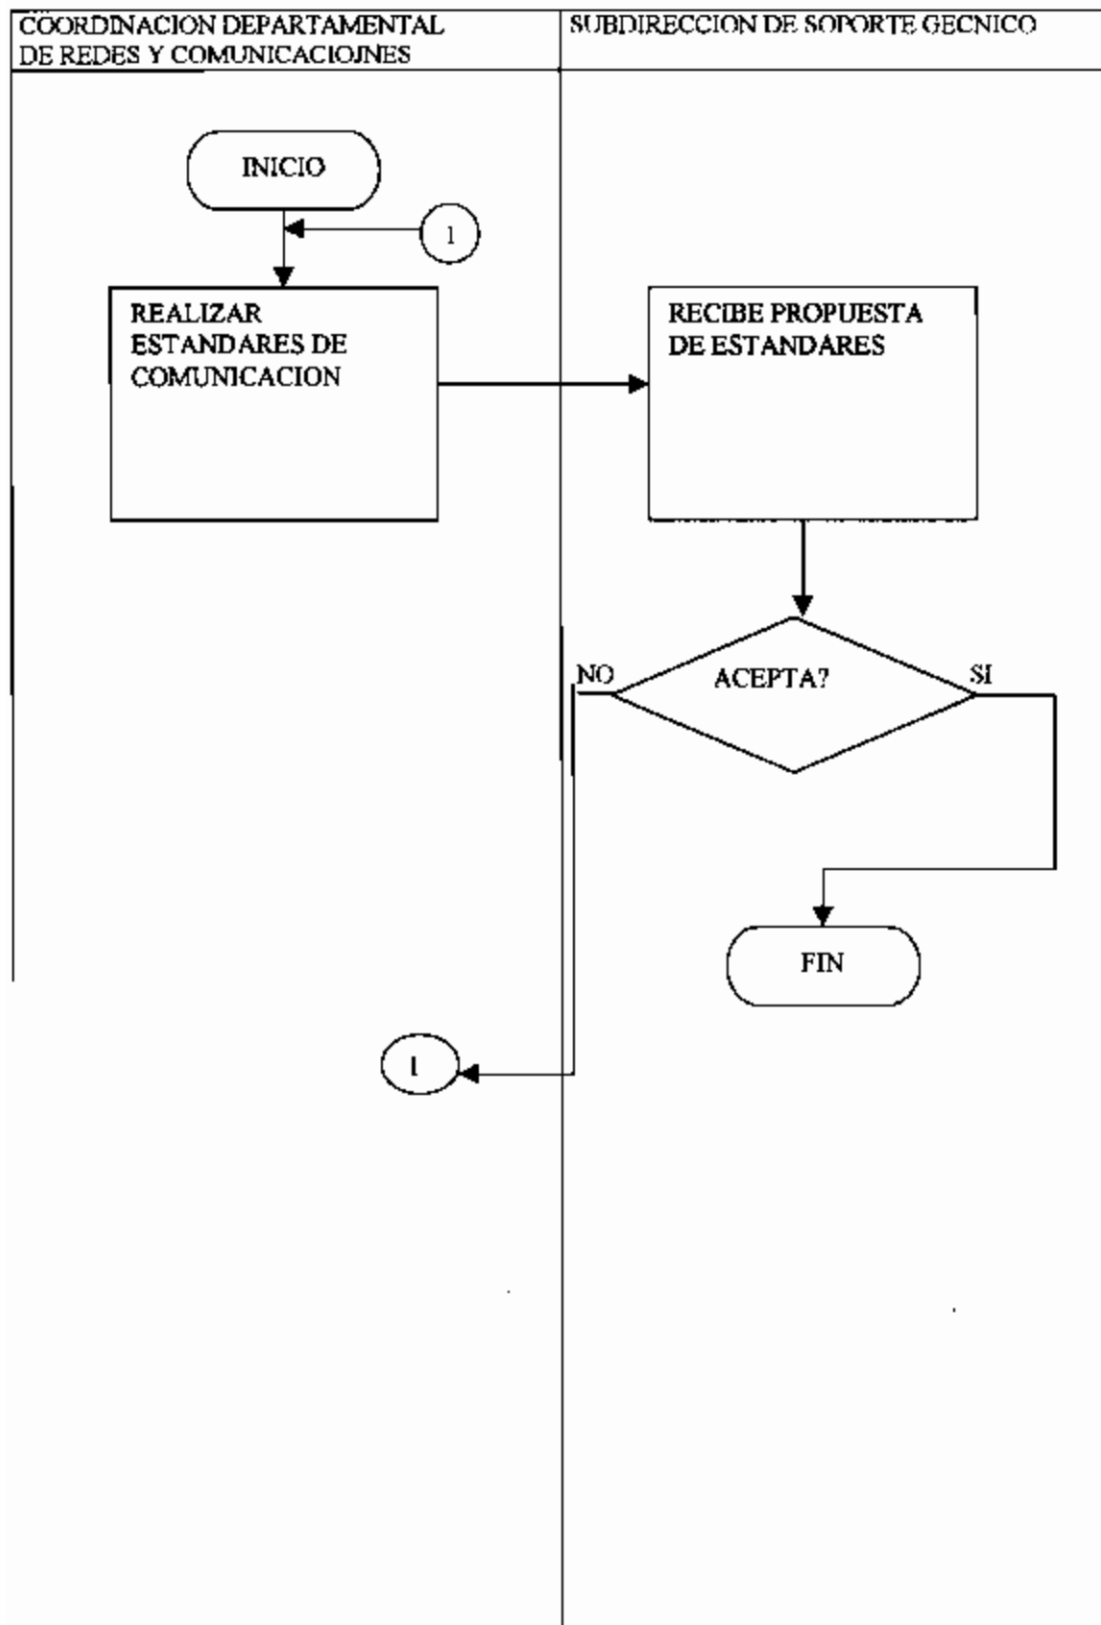 COORDINACION DEPARTAMENTAL
DE REDES Y COMUNICACIOJNES
SUBDIRECCION DE SOPORTE GECNICO
INICIO
1
REALIZAR
ESTANDARES DE
COMUNICACION
RECIBE PROPUESTA
DE ESTANDARES
NO
ACEPTA?
SI
FIN
1